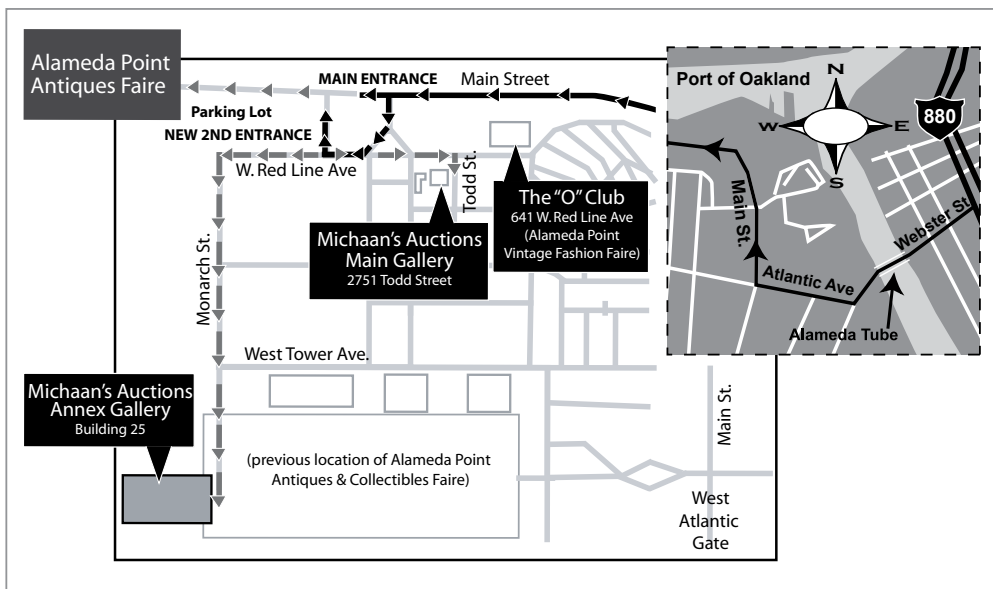 Alameda Point
Antiques Faire
MAIN ENTRANCE
Main Street
Parking Lot
NEW 2ND ENTRANCE
W. Red Line Ave
Todd St.
The “O” Club
641 W. Red Line Ave
(Alameda Point
Vintage Fashion Faire)
Michaan’s Auctions
Main Gallery
2751 Todd Street
Monarch St.
West Tower Ave.
Michaan’s Auctions
Annex Gallery
Building 25
(previous location of Alameda Point
Antiques & Collectibles Faire)
Main St.
West
Atlantic
Gate
Port of Oakland
N
W
E
S
880
Main St.
Webster St.
Atlantic Ave
Alameda Tube